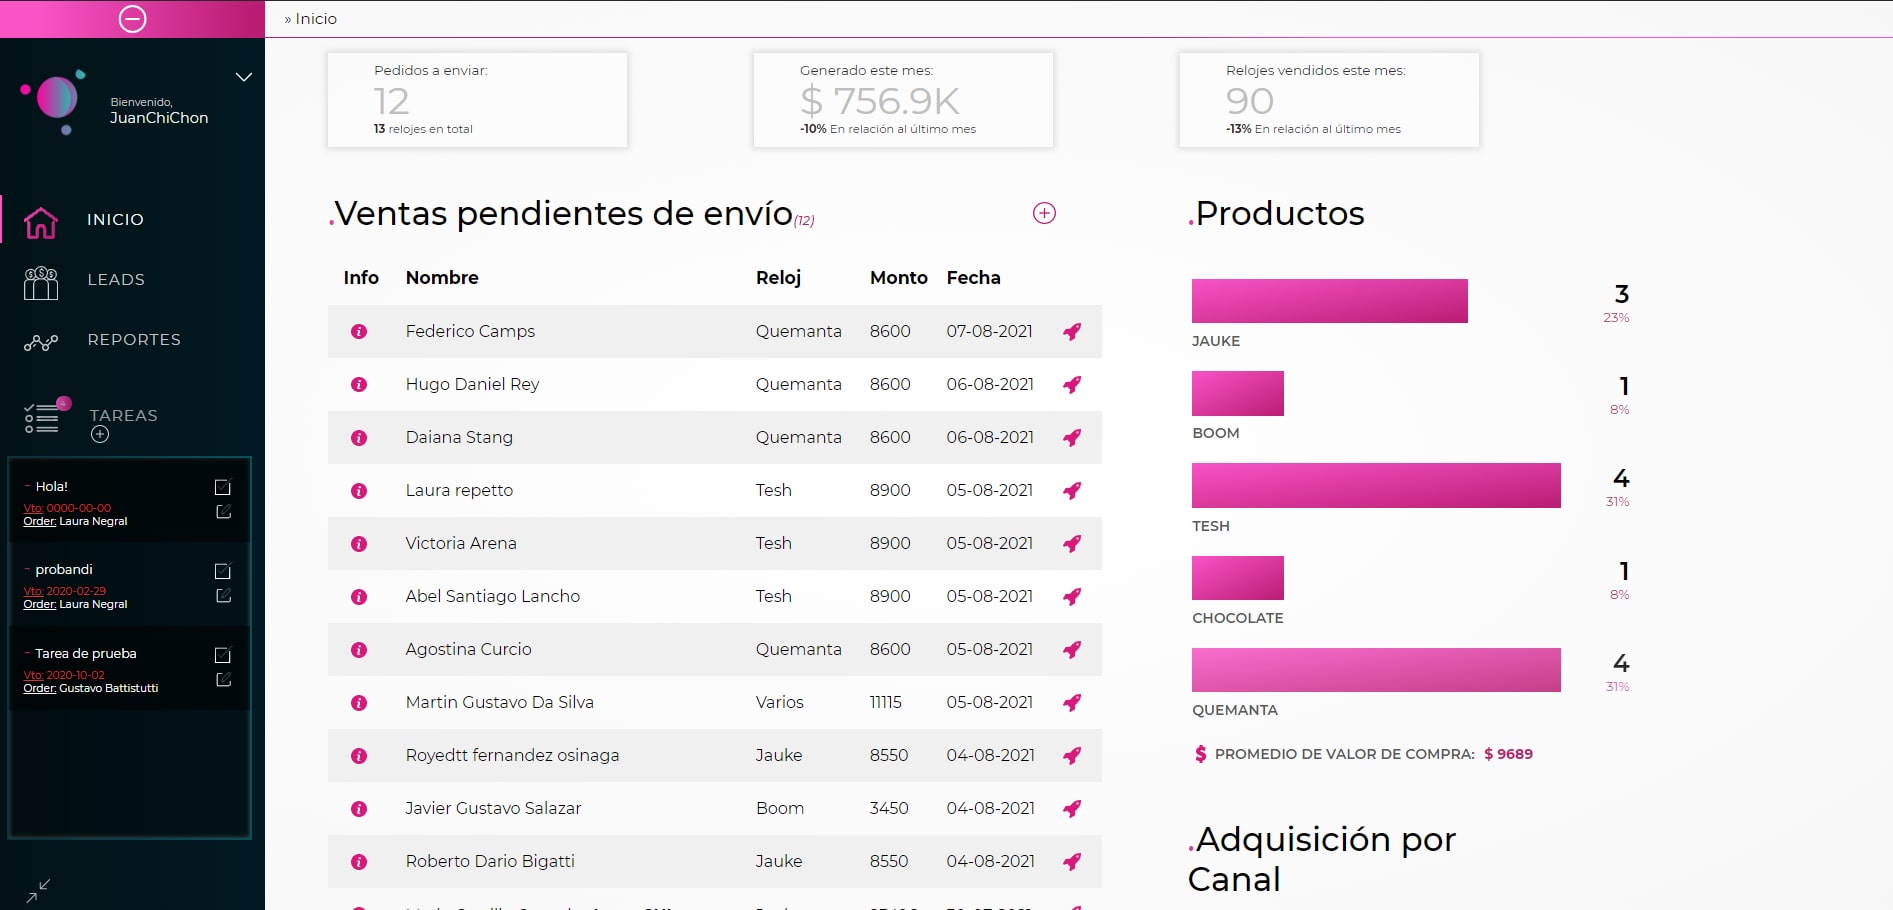 » Inicio
Bienvenido,
JuanChiChon
INICIO
LEADS
REPORTES
TAREAS
- Hola!
Vto: 0000-00-00
Order: Laura Negral
- probandi
Vto: 2020-02-29
Order: Laura Negral
- Tarea de prueba
Vto: 2020-10-02
Order: Gustavo Battistutti
Pedidos a enviar:
12
13 relojes en total
Generado este mes:
$ 756.9K
-10% En relación al último mes
Relojes vendidos este mes:
90
-13% En relación al último mes
.Ventas pendientes de envío(12)
Info Nombre Reloj Monto Fecha
Federico Camps Quemanta 8600 07-08-2021
Hugo Daniel Rey Quemanta 8600 06-08-2021
Daiana Stang Quemanta 8600 06-08-2021
Laura repetto Tesh 8900 05-08-2021
Victoria Arena Tesh 8900 05-08-2021
Abel Santiago Lancho Tesh 8900 05-08-2021
Agostina Curcio Quemanta 8600 05-08-2021
Martin Gustavo Da Silva Varios 11115 05-08-2021
Royedtt fernandez osinaga Jauke 8550 04-08-2021
Javier Gustavo Salazar Boom 3450 04-08-2021
Roberto Dario Bigatti Jauke 8550 04-08-2021
.Productos
3
23%
JAUKE
1
8%
BOOM
4
31%
TESH
1
8%
CHOCOLATE
4
31%
QUEMANTA
$ PROMEDIO DE VALOR DE COMPRA: $ 9689
.Adquisición por
Canal